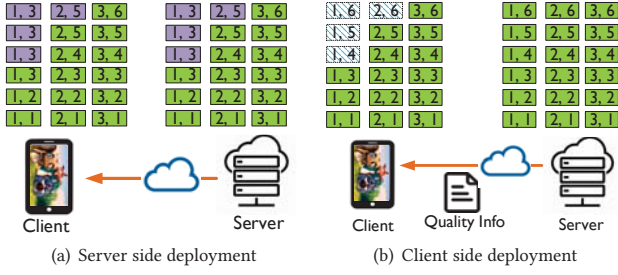 1, 3 2, 5 3, 6 1, 3 2, 5 3, 6 1, 6 2, 6 3, 6 1, 6 2, 6 3, 6
1, 3 2, 5 3, 5 1, 3 2, 5 3, 5 1, 5 2, 5 3, 5 1, 5 2, 5 3, 5
1, 3 2, 4 3, 4 1, 3 2, 4 3, 4 1, 4 2, 4 3, 4 1, 4 2, 4 3, 4
1, 3 2, 3 3, 3 1, 3 2, 3 3, 3 1, 3 2, 3 3, 3 1, 3 2, 3 3, 3
1, 2 2, 2 3, 2 1, 2 2, 2 3, 2 1, 2 2, 2 3, 2 1, 2 2, 2 3, 2
1, 1 2, 1 3, 1 1, 1 2, 1 3, 1 1, 1 2, 1 3, 1 1, 1 2, 1 3, 1
Client Server Client Quality Info Server
(a) Server side deployment (b) Client side deployment